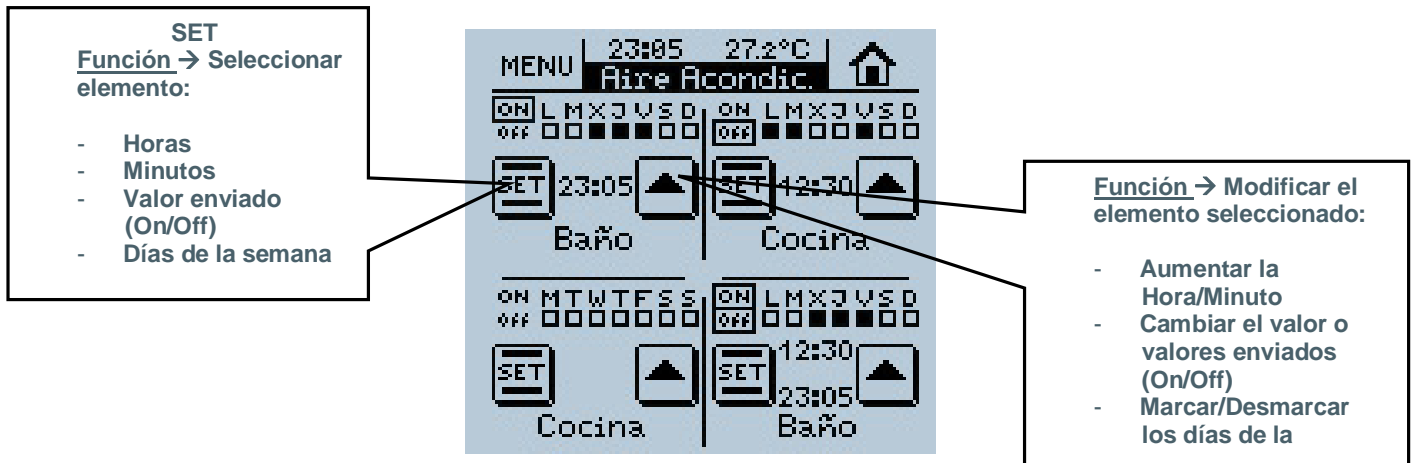 SET
Función → Seleccionar
elemento:
- Horas
- Minutos
- Valor enviado
(On/Off)
- Días de la semana
MENU
23:05 27.2°C
Aire Acondic.
ON L M X J V S D
OFF
SET 23:05
Baño
ON L M X J V S D
OFF
SET 12:30
Cocina
ON M T W T F S S
OFF
SET
Cocina
ON L M X J V S D
OFF
12:30
SET
23:05
Baño
Función → Modificar el
elemento seleccionado:
- Aumentar la
Hora/Minuto
- Cambiar el valor o
valores enviados
(On/Off)
- Marcar/Desmarcar
los días de la